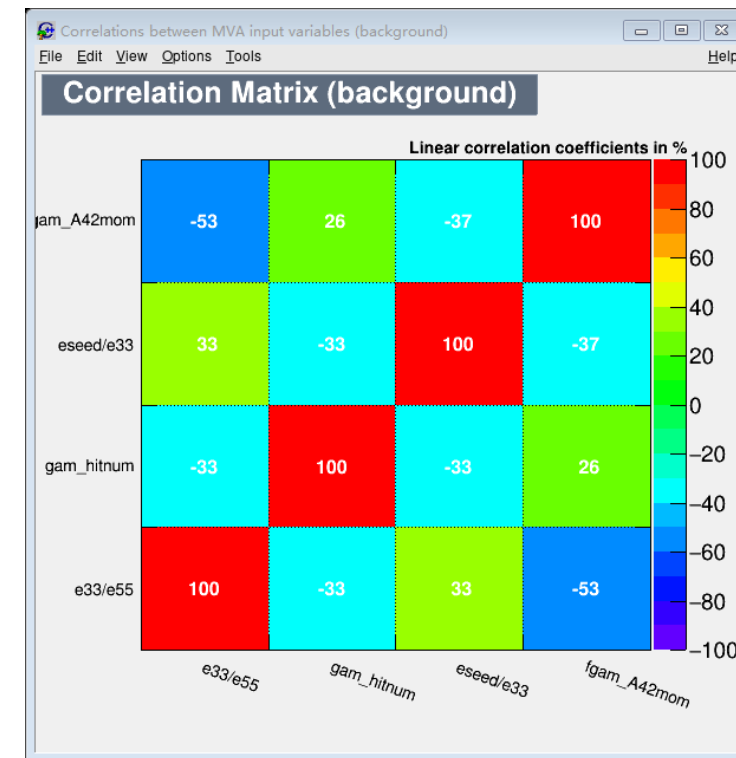 Correlations between MVA input variables (background)
File Edit View Options Tools Help
Correlation Matrix (background)
Linear correlation coefficients in %
100
gam_A42mom -53 26 -37 100
80
60
eseed/e33 33 -33 100 -37
40
20
0
gam_hitnum -33 100 -33 26
−20
−40
−60
e33/e55 100 -33 33 -53
−80
−100
e33/e55 gam_hitnum eseed/e33 fgam_A42mom